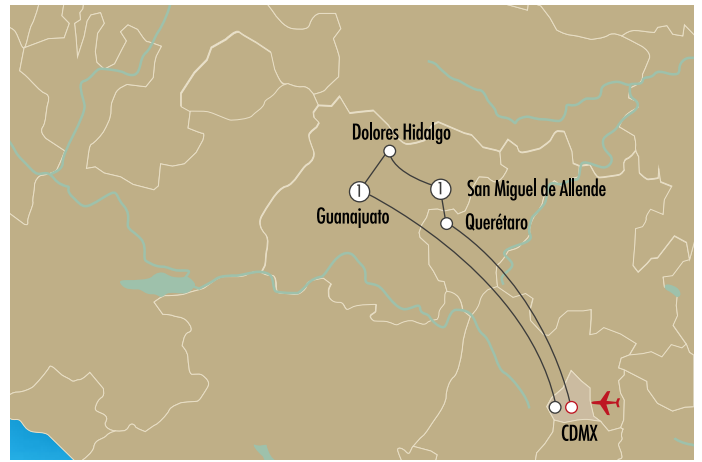 Dolores Hidalgo
1
1
San Miguel de Allende
Guanajuato
Querétaro
CDMX